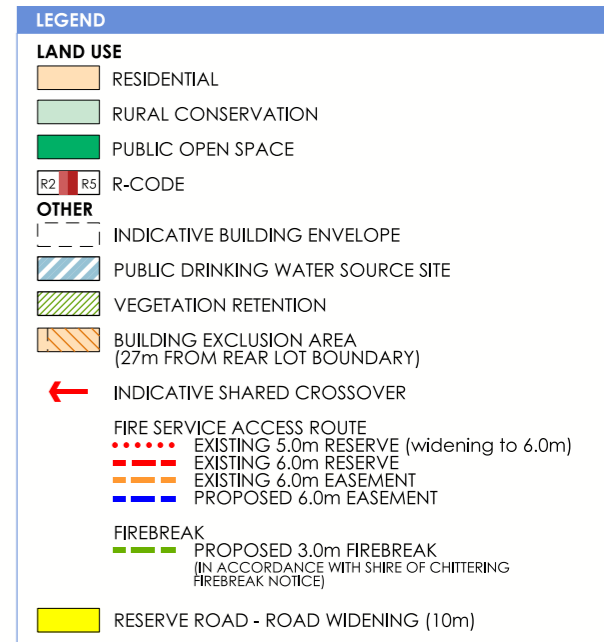 LEGEND
LAND USE
RESIDENTIAL
RURAL CONSERVATION
PUBLIC OPEN SPACE
R2 R5 R-CODE
OTHER
INDICATIVE BUILDING ENVELOPE
PUBLIC DRINKING WATER SOURCE SITE
VEGETATION RETENTION
BUILDING EXCLUSION AREA
(27m FROM REAR LOT BOUNDARY)
INDICATIVE SHARED CROSSOVER
FIRE SERVICE ACCESS ROUTE
EXISTING 5.0m RESERVE (widening to 6.0m)
EXISTING 6.0m RESERVE
EXISTING 6.0m EASEMENT
PROPOSED 6.0m EASEMENT
FIREBREAK
PROPOSED 3.0m FIREBREAK
(IN ACCORDANCE WITH SHIRE OF CHITTERING
FIREBREAK NOTICE)
RESERVE ROAD - ROAD WIDENING (10m)